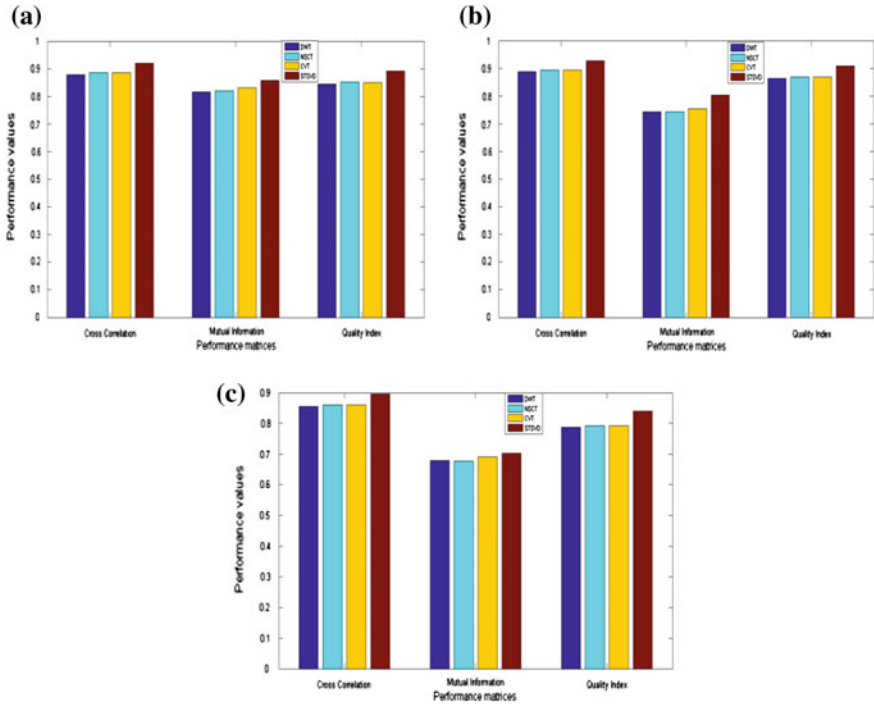 (a)
1
0.9
0.8
0.7
0.6
0.5
0.4
0.3
0.2
0.1
0
Performance values
DWT
NSCT
CVT
STSVD
Cross Correlation Mutual Information Quality Index
Performance matrices
(b)
1
0.9
0.8
0.7
0.6
0.5
0.4
0.3
0.2
0.1
0
Performance values
DWT
NSCT
CVT
STSVD
Cross Correlation Mutual Information Quality Index
Performance matrices
(c)
0.9
0.8
0.7
0.6
0.5
0.4
0.3
0.2
0.1
0
Performance values
DWT
NSCT
CVT
STSVD
Cross Correlation Mutual Information Quality Index
Performance matrices